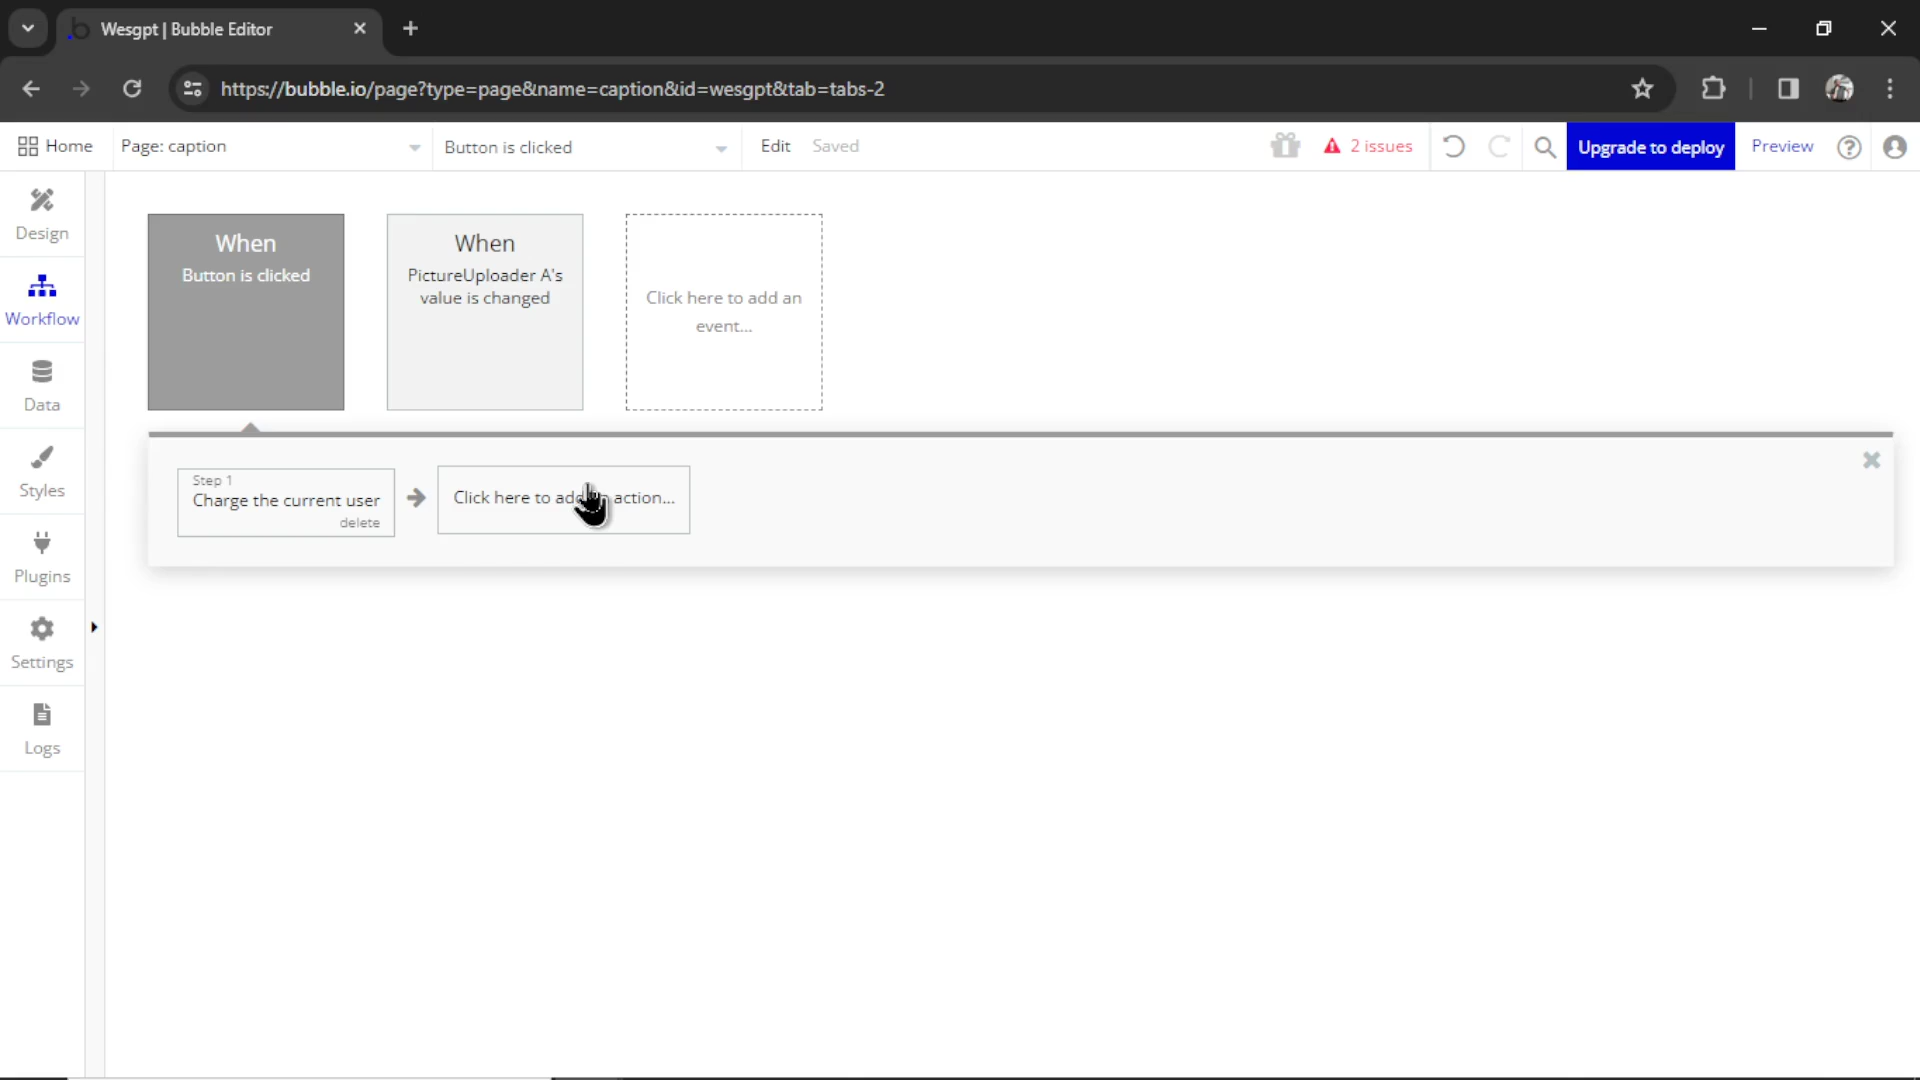 Wesgpt | Bubble Editor
https://bubble.io/page?type=page&name=caption&id=wesgpt&tab=tabs-2
Home
Page: caption
Button is clicked
Edit
Saved
2 issues
Upgrade to deploy
Preview
Design
Workflow
Data
Styles
Plugins
Settings
Logs
When
Button is clicked
When
PictureUploader A's
value is changed
Click here to add an
event...
Step 1
Charge the current user
delete
Click here to add an action...